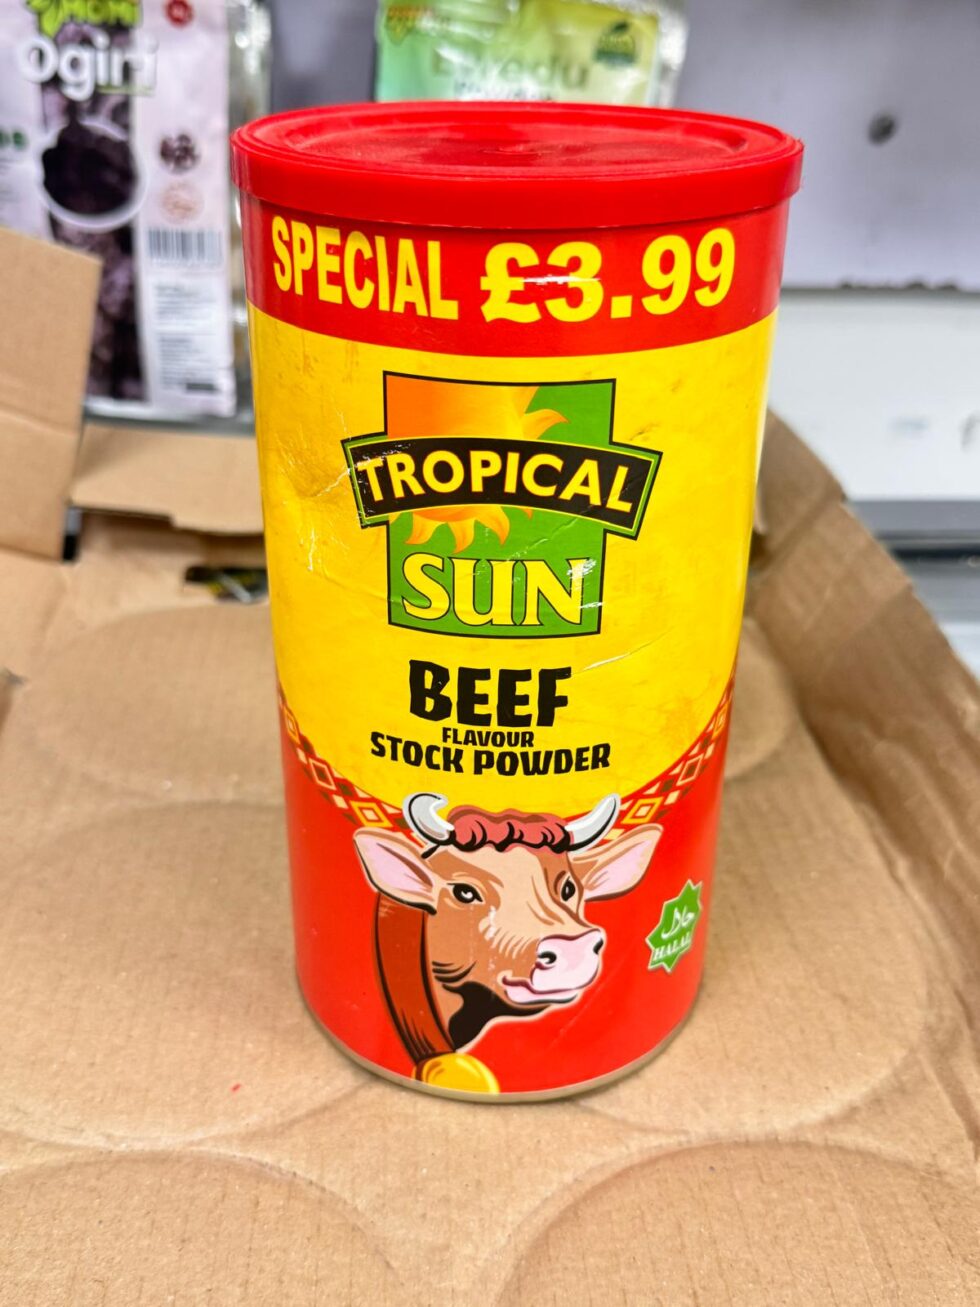 Ogiri
SPECIAL £3.99
TROPICAL
SUN
BEEF
FLAVOUR
STOCK POWDER
حلال
HALAL